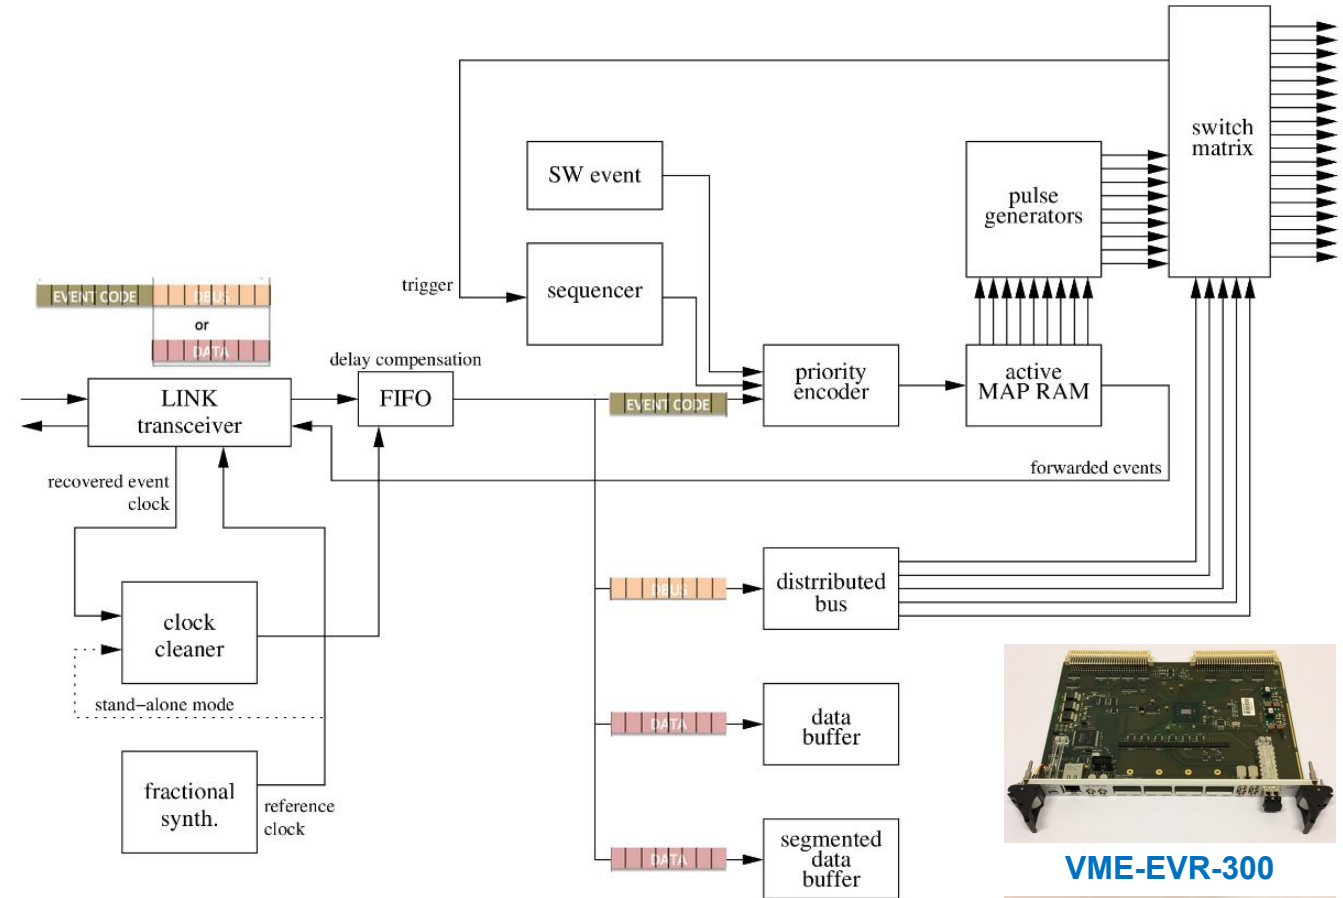 switch
matrix
SW event
pulse
generators
trigger
sequencer
EVENT CODE
DBUS
or
DATA
delay compensation
LINK
transceiver
FIFO
priority
encoder
active
MAP RAM
EVENT CODE
recovered event
clock
forwarded events
clock
cleaner
DBUS
distrributed
bus
stand-alone mode
DATA
data
buffer
fractional
synth.
reference
clock
DATA
segmented
data
buffer
VME-EVR-300